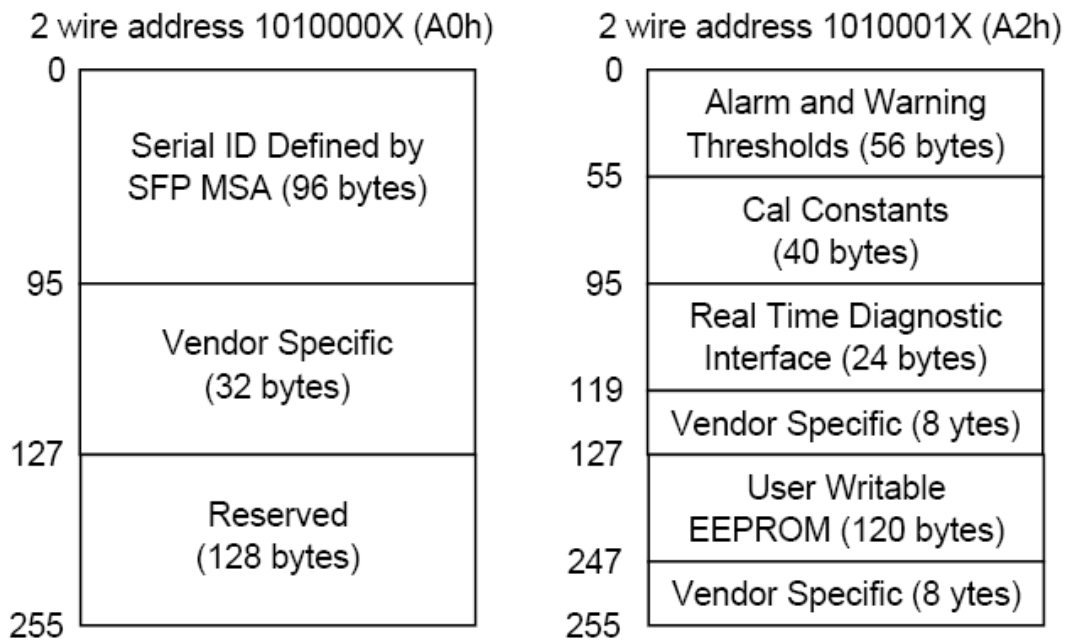 2 wire address 1010000X (A0h)
0
Serial ID Defined by
SFP MSA (96 bytes)
95
Vendor Specific
(32 bytes)
127
Reserved
(128 bytes)
255
2 wire address 1010001X (A2h)
0
Alarm and Warning
Thresholds (56 bytes)
55
Cal Constants
(40 bytes)
95
Real Time Diagnostic
Interface (24 bytes)
119
Vendor Specific (8 ytes)
127
User Writable
EEPROM (120 bytes)
247
Vendor Specific (8 ytes)
255